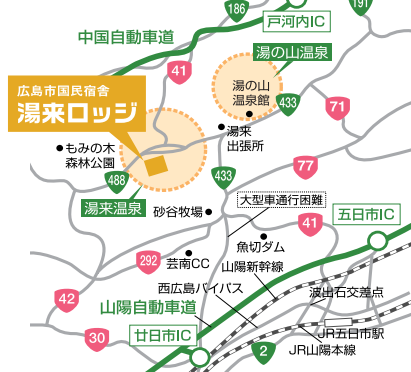 186
191
戸河内IC
中国自動車道
湯の山温泉
41
広島市国民宿舎
湯来ロッジ
湯の山
温泉館
433
71
湯来
出張所
もみの木
森林公園
77
488
433
湯来温泉
大型車通行困難
砂谷牧場
五日市IC
41
魚切ダム
292
芸南CC
山陽新幹線
42
西広島バイパス
波出石交差点
山陽自動車道
30
廿日市IC
JR五日市駅
2
JR山陽本線